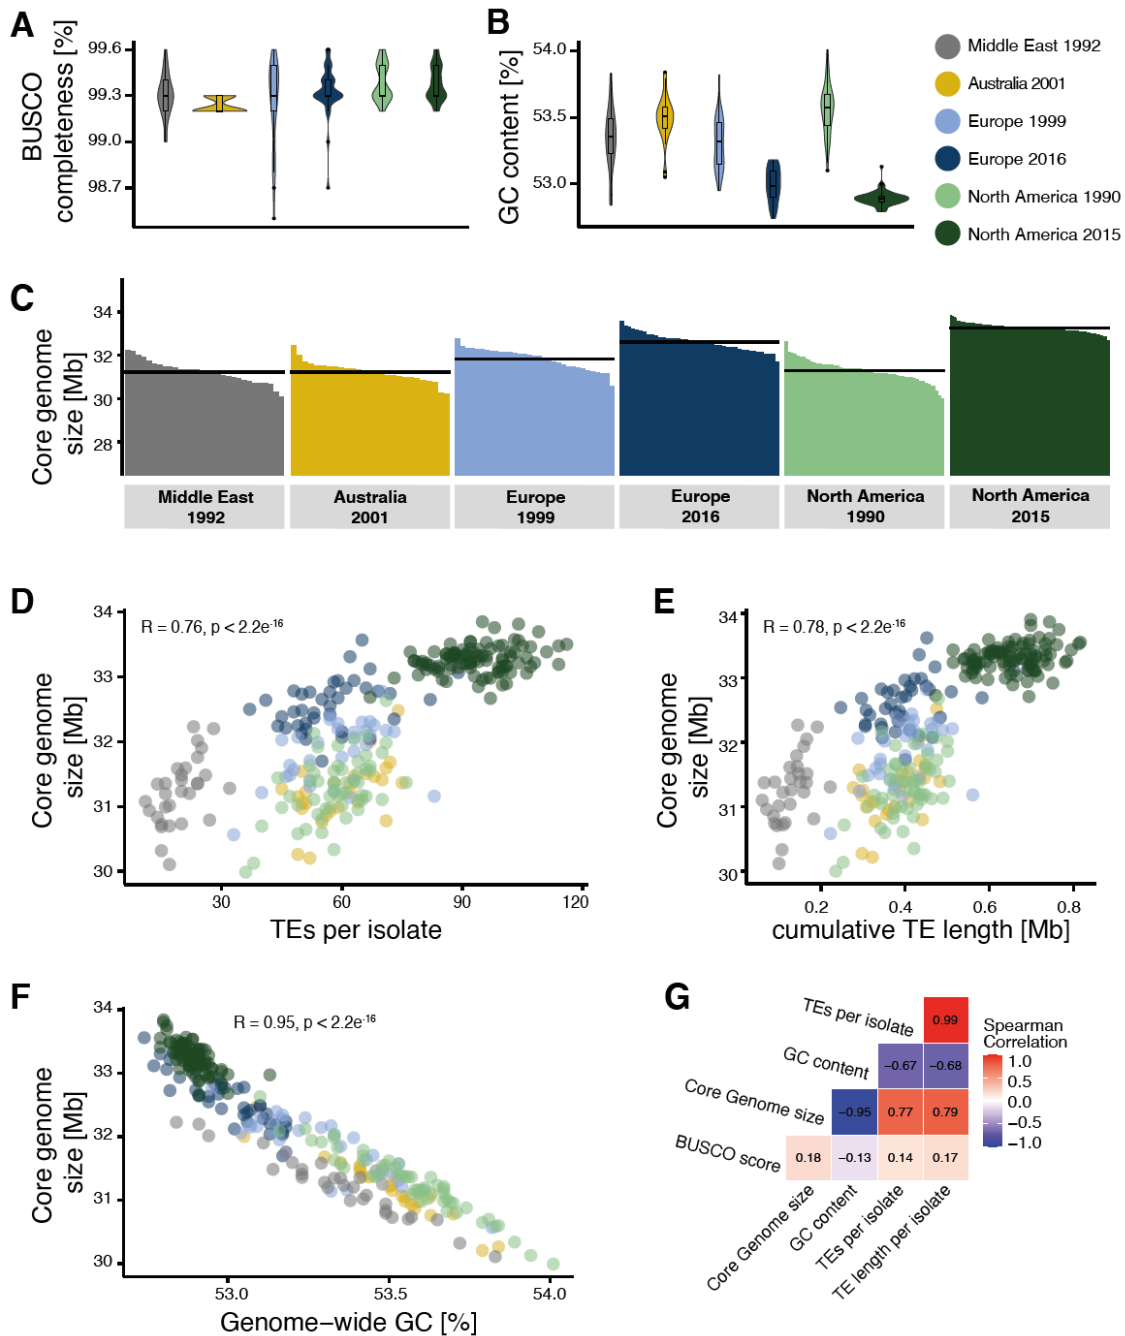 A
BUSCO
completeness [%]
99.6
99.3
99.0
98.7
B
GC content [%]
54.0
53.5
53.0
Middle East 1992
Australia 2001
Europe 1999
Europe 2016
North America 1990
North America 2015
C
Core genome
size [Mb]
34
32
30
28
Middle East
1992
Australia
2001
Europe
1999
Europe
2016
North America
1990
North America
2015
D
R = 0.76, p < 2.2e-16
Core genome
size [Mb]
34
33
32
31
30
30
60
90
120
TEs per isolate
E
R = 0.78, p < 2.2e-16
Core genome
size [Mb]
34
33
32
31
30
0.2
0.4
0.6
0.8
cumulative TE length [Mb]
F
R = 0.95, p < 2.2e-16
Core genome
size [Mb]
34
33
32
31
30
53.0
53.5
54.0
Genome−wide GC [%]
G
TEs per isolate
0.99
GC content
−0.67
−0.68
Core Genome size
−0.95
0.77
0.79
BUSCO score
0.18
−0.13
0.14
0.17
Core Genome size
GC content
TEs per isolate
TE length per isolate
Spearman
Correlation
1.0
0.5
0.0
−0.5
−1.0